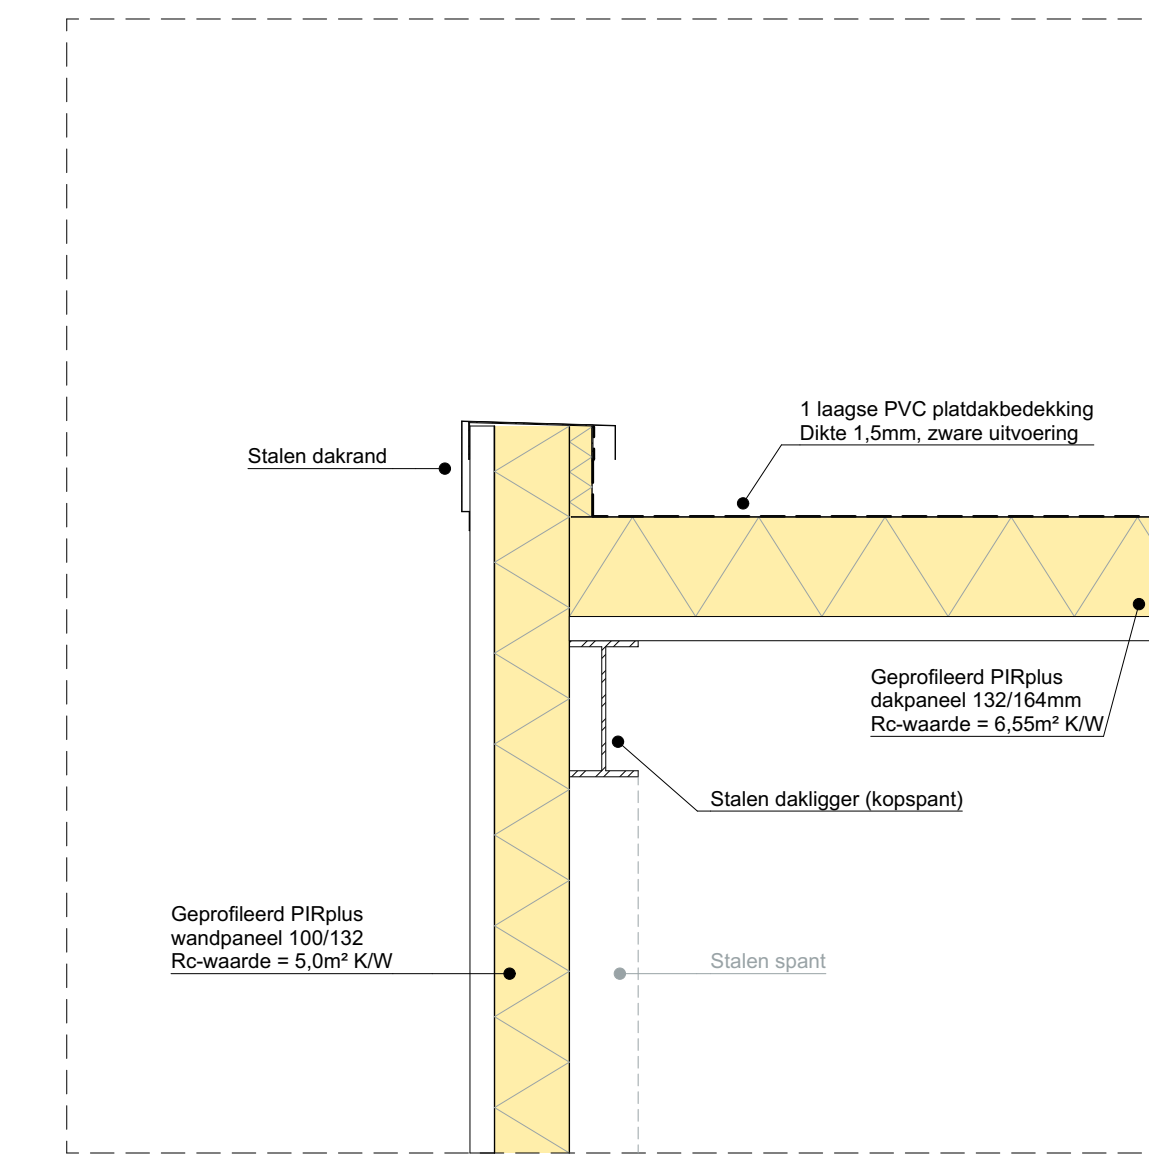 1 laagse PVC platdakbedekking
Dikte 1,5mm, zware uitvoering
Stalen dakrand
Geprofileerd PIRplus
dakpaneel 132/164mm
Rc-waarde = 6,55m² K/W
Stalen dakligger (kopspant)
Geprofileerd PIRplus
wandpaneel 100/132
Rc-waarde = 5,0m² K/W
Stalen spant